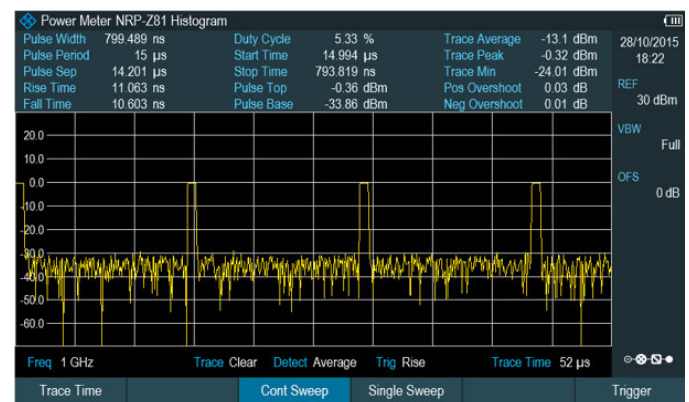 Power Meter NRP-Z81 Histogram
Pulse Width 799.489 ns Duty Cycle 5.33 % Trace Average -13.1 dBm 28/10/2015
Pulse Period 15 µs Start Time 14.994 µs Trace Peak -0.32 dBm 18:22
Pulse Sep 14.201 µs Stop Time 793.819 ns Trace Min -24.01 dBm
Rise Time 11.063 ns Pulse Top -0.36 dBm Pos Overshoot 0.03 dB REF
Fall Time 10.603 ns Pulse Base -33.86 dBm Neg Overshoot 0.01 dB 30 dBm
20.0 VBW
Full
10.0
0.0 OFS
0 dB
-10.0
-20.0
-30.0
-40.0
-50.0
-60.0
Freq 1 GHz Trace Clear Detect Average Trig Rise Trace Time 52 µs
Trace Time Cont Sweep Single Sweep Trigger